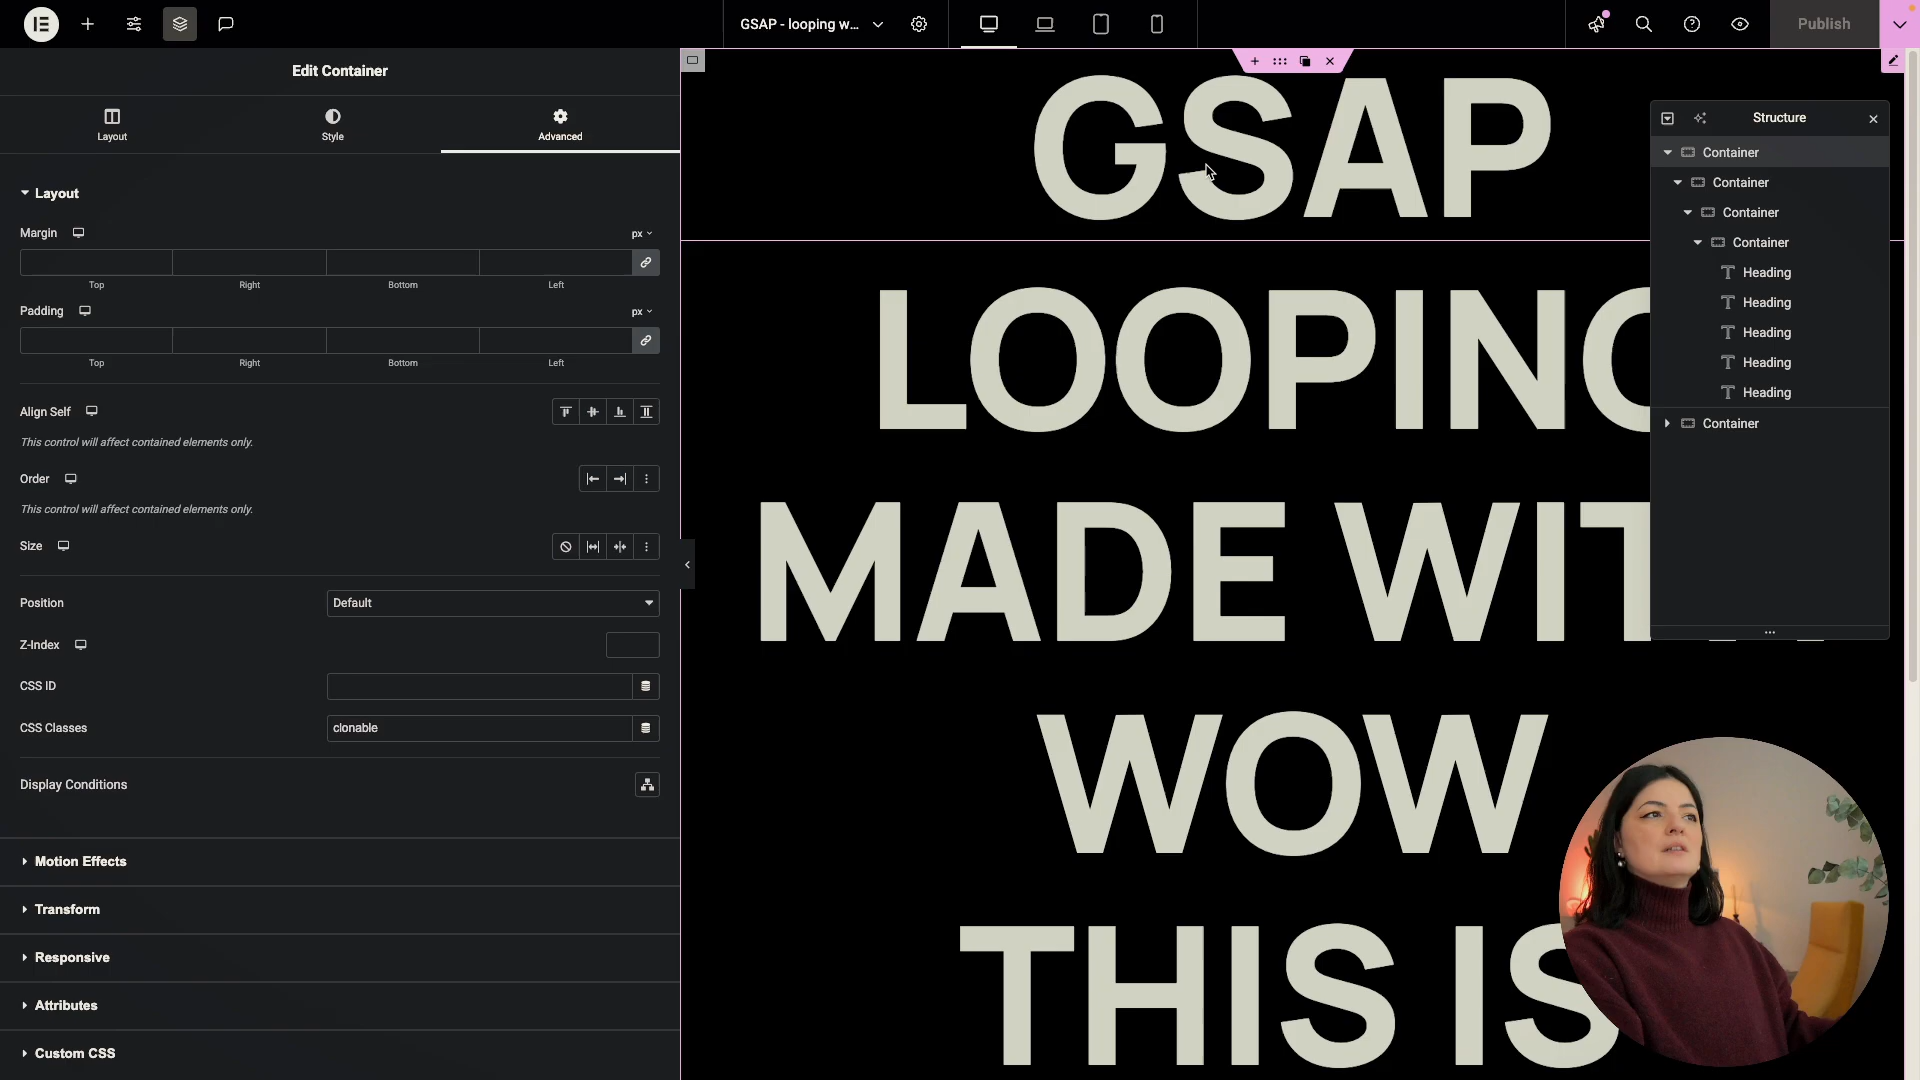 GSAP - looping w...
Publish
Edit Container
Layout
Style
Advanced
Layout
Margin
px
Top
Right
Bottom
Left
Padding
px
Top
Right
Bottom
Left
Align Self
This control will affect contained elements only.
Order
This control will affect contained elements only.
Size
Position
Default
Z-Index
CSS ID
CSS Classes
clonable
Display Conditions
Motion Effects
Transform
Responsive
Attributes
Custom CSS
GSAP
LOOPING
MADE WIT
WOW
THIS IS
Structure
Container
Container
Container
Container
Heading
Heading
Heading
Heading
Heading
Container